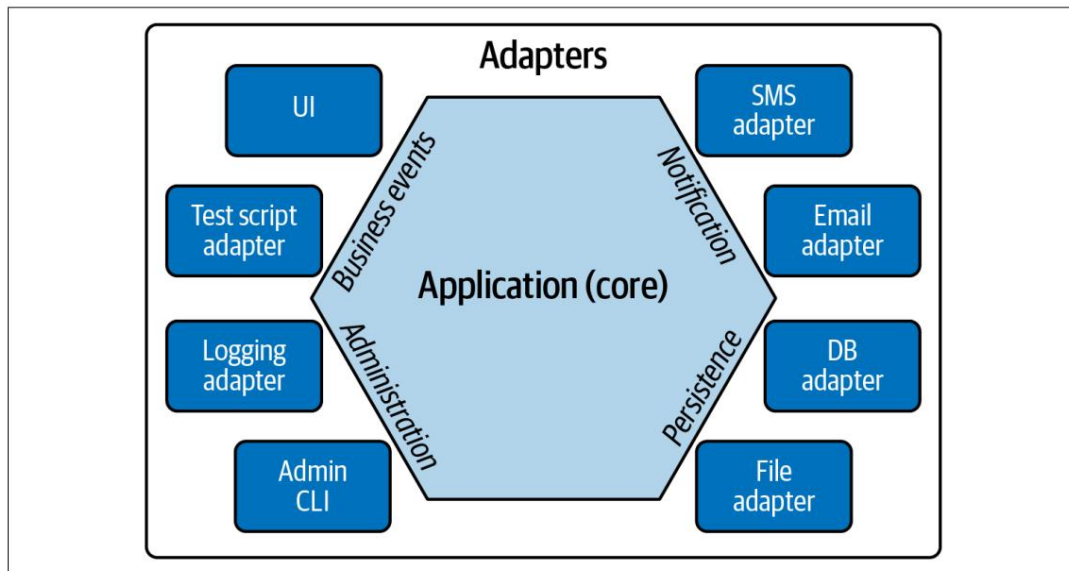 Adapters
UI
SMS
adapter
Business events
Notification
Test script
adapter
Email
adapter
Application (core)
Logging
adapter
Administration
Persistence
DB
adapter
Admin
CLI
File
adapter